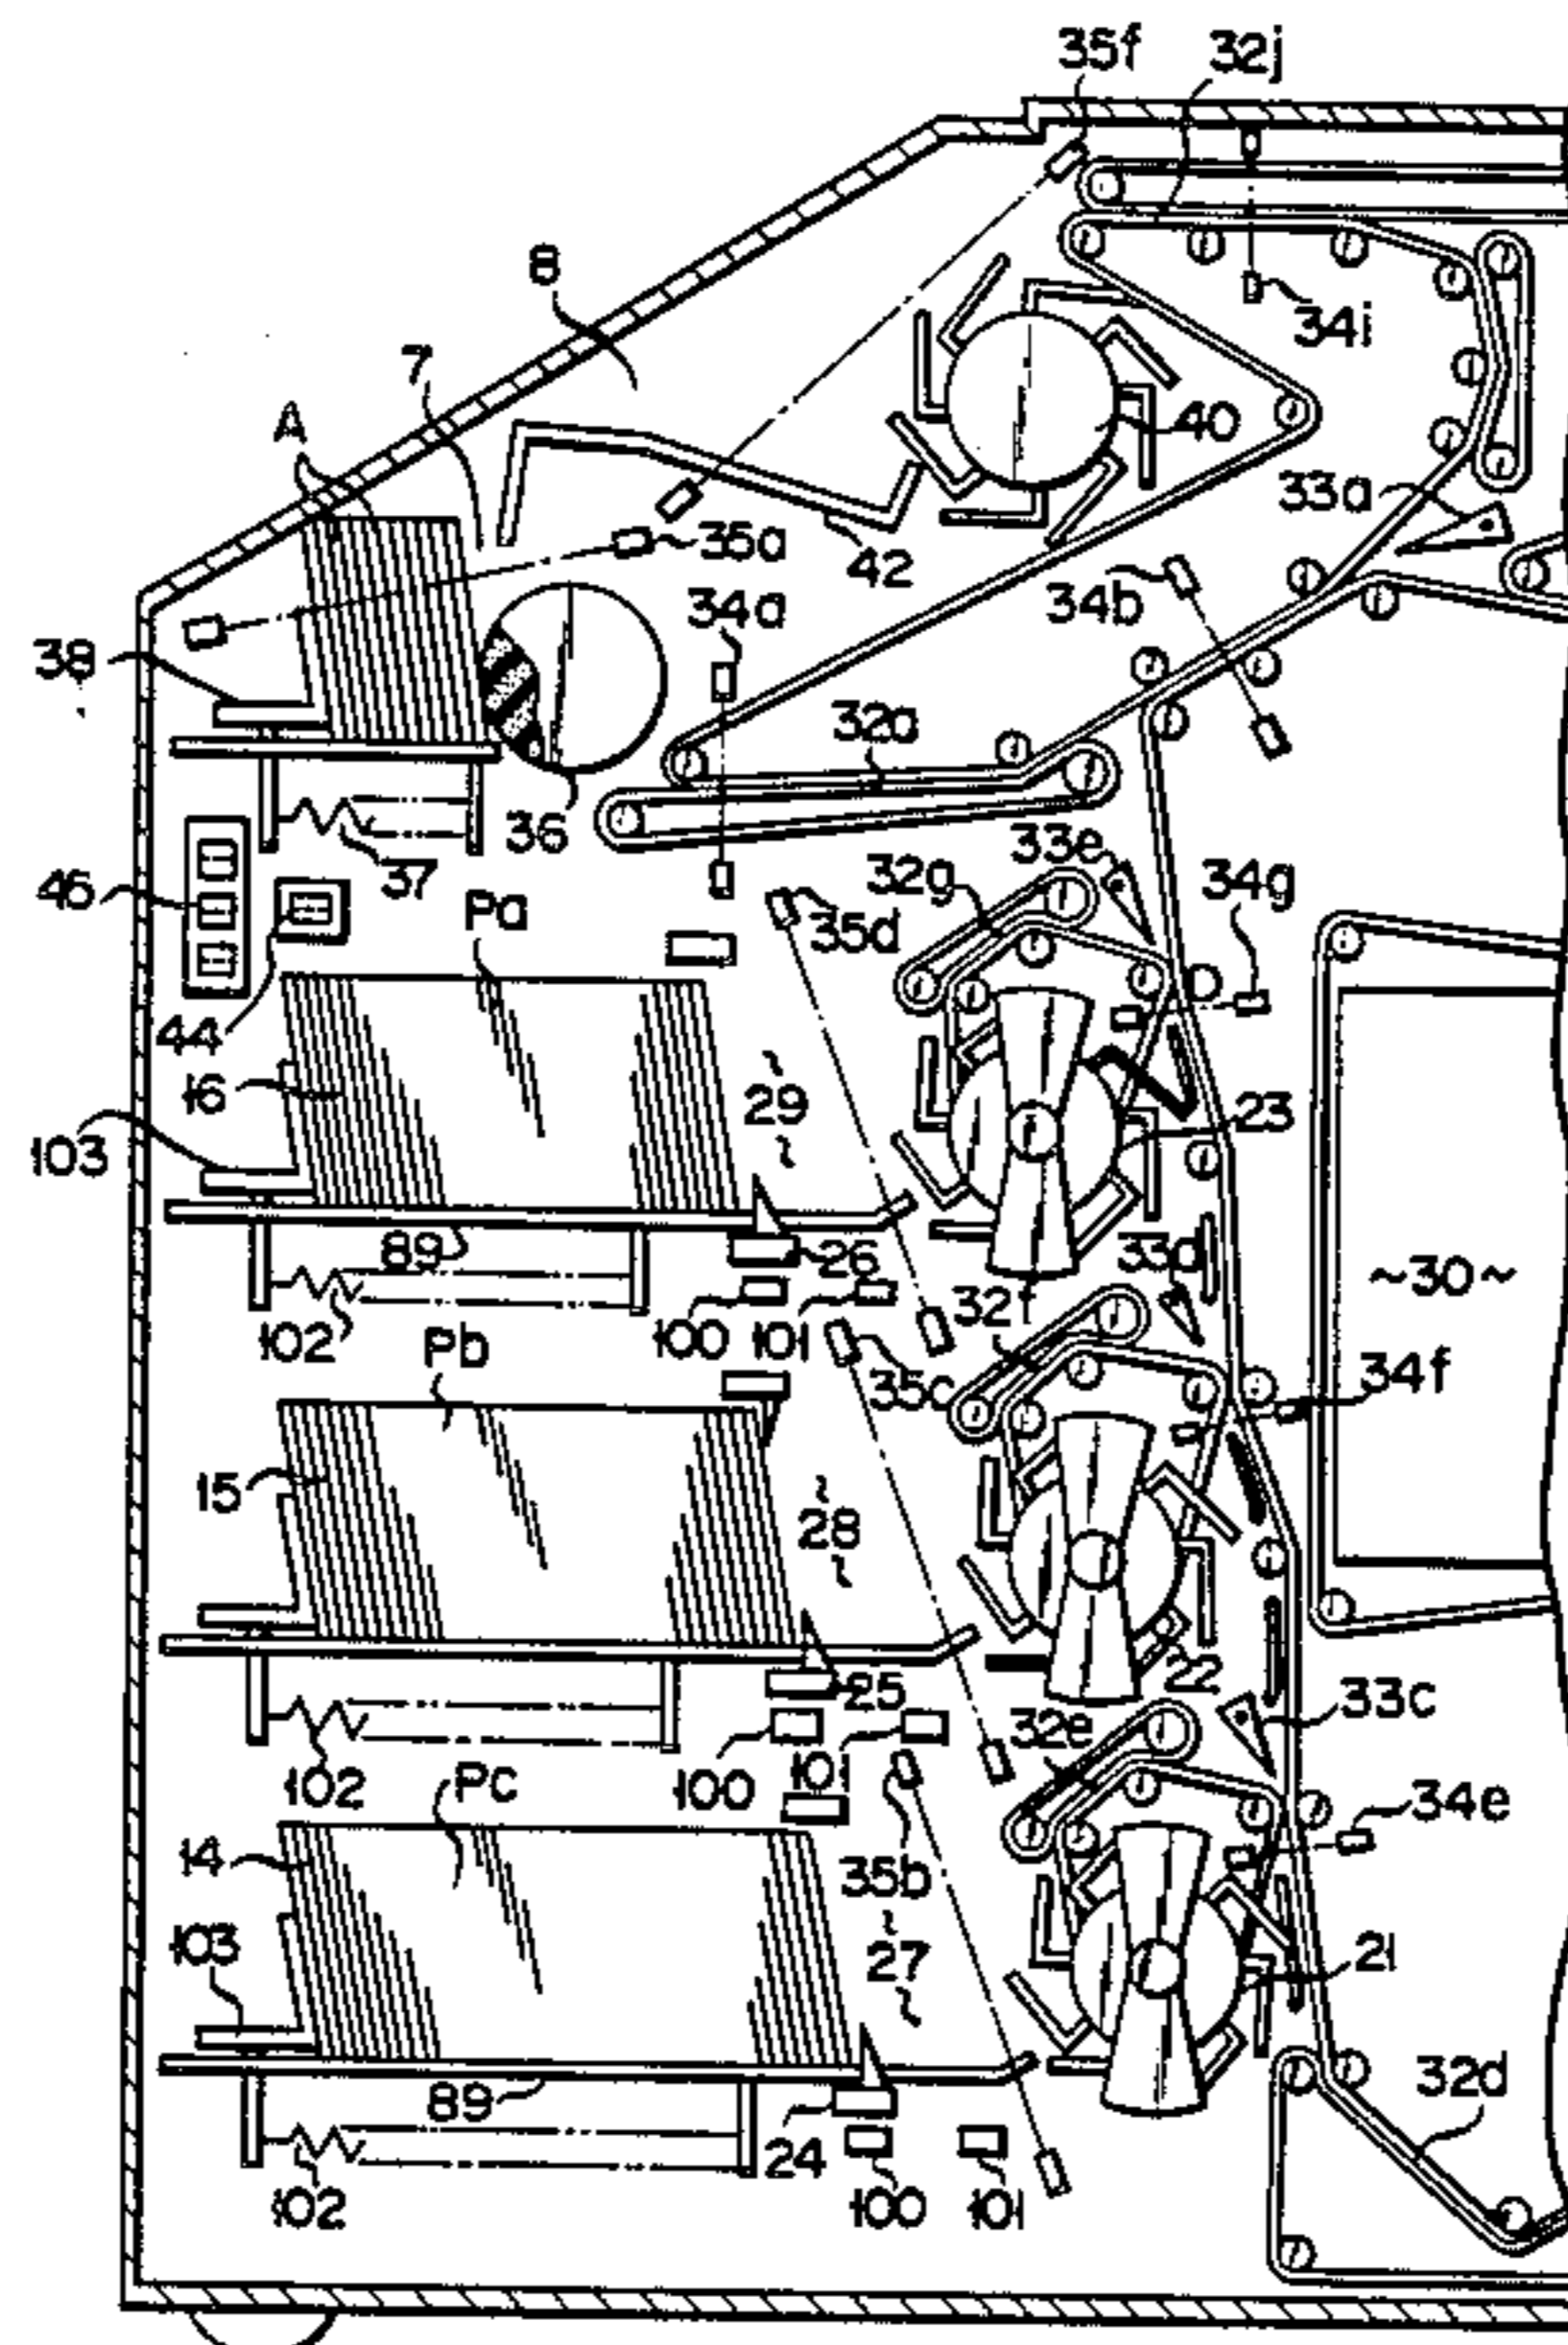 35f 32j
8
34i
7
A
40
33a
35a
42
34a 34b
38
32a
36
33e
37
32g 34g
46 Pa
35d
44
16
29
103
23
89 26 33d
~30~
32f
102 100 101
Pb
35c 34f
15
28
22
25
33c
32e
102 100 101
Pc
34e
14
35b
103 27
21
32d
89
24
102 100 101